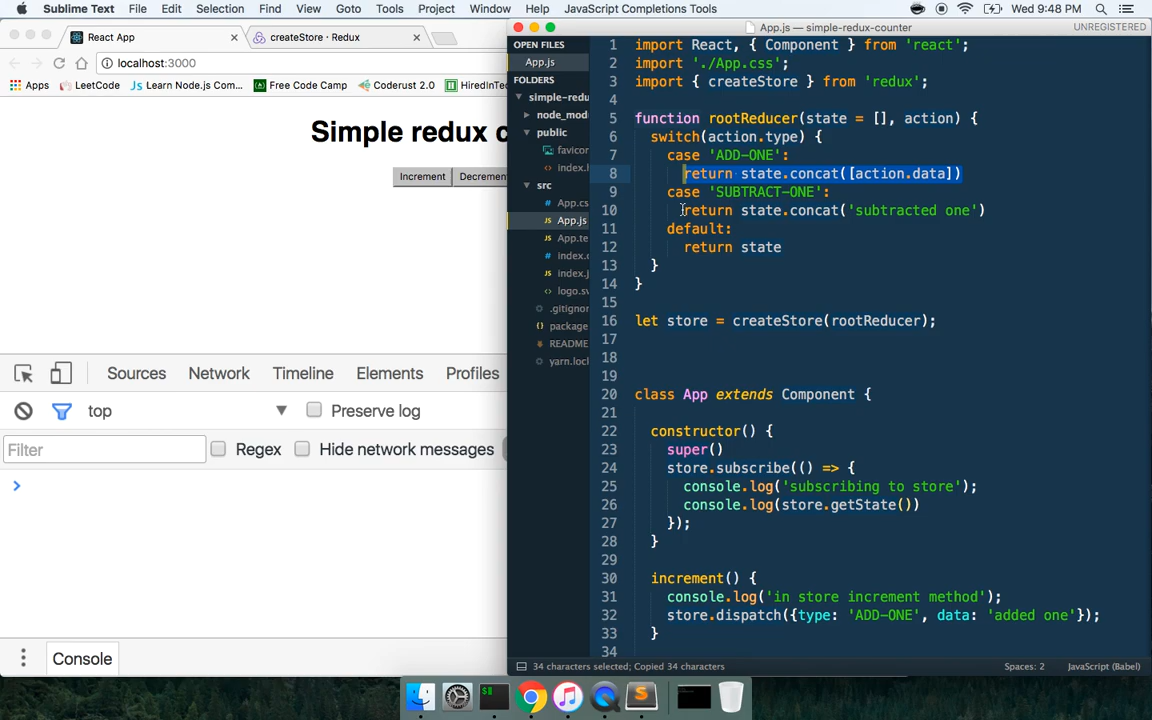 Sublime Text File Edit Selection Find View Goto Tools Project Window Help JavaScript Completions Tools Wed 9:48 PM
React App
createStore · Redux
localhost:3000
Apps LeetCode Learn Node.js Com... Free Code Camp Coderust 2.0 HiredInTec
Simple redux c
Increment Decremen
Sources Network Timeline Elements Profiles
top Preserve log
Filter Regex Hide network messages
Console
App.js — simple-redux-counter UNREGISTERED
OPEN FILES
App.js
FOLDERS
simple-redu
node_mod
public
favicor
index.h
src
App.cs
App.js
App.te
index.c
index.j
logo.sv
.gitignor
package
README
yarn.lock
1 import React, { Component } from 'react';
2 import './App.css';
3 import { createStore } from 'redux';
4
5 function rootReducer(state = [], action) {
6 switch(action.type) {
7 case 'ADD-ONE':
8 return state.concat([action.data])
9 case 'SUBTRACT-ONE':
10 return state.concat('subtracted one')
11 default:
12 return state
13 }
14 }
15
16 let store = createStore(rootReducer);
17
18
19
20 class App extends Component {
21
22 constructor() {
23 super()
24 store.subscribe(() => {
25 console.log('subscribing to store');
26 console.log(store.getState())
27 });
28 }
29
30 increment() {
31 console.log('in store increment method');
32 store.dispatch({type: 'ADD-ONE', data: 'added one'});
33 }
34
34 characters selected; Copied 34 characters Spaces: 2 JavaScript (Babel)